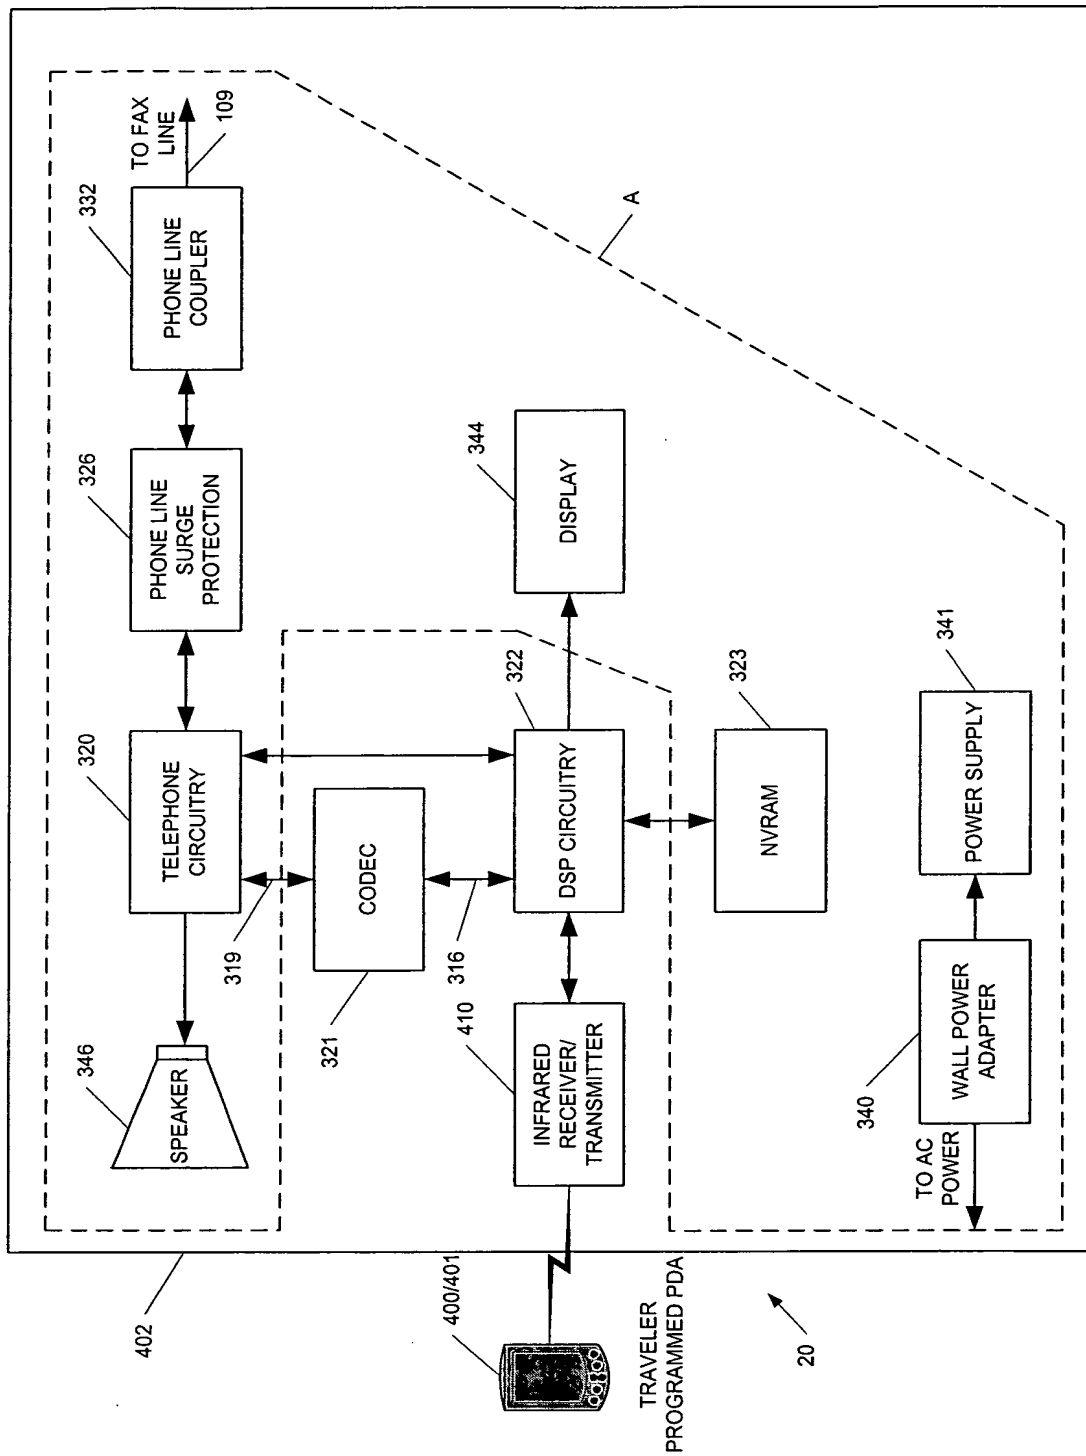 402
346
SPEAKER
320
TELEPHONE
CIRCUITRY
326
PHONE LINE
SURGE
PROTECTION
332
PHONE LINE
COUPLER
TO FAX
LINE
109
319
321
CODEC
316
A
400/401
TRAVELER
PROGRAMMED PDA
410
INFRARED
RECEIVER/
TRANSMITTER
322
DSP CIRCUITRY
344
DISPLAY
323
NVRAM
20
TO AC
POWER
340
WALL POWER
ADAPTER
341
POWER SUPPLY